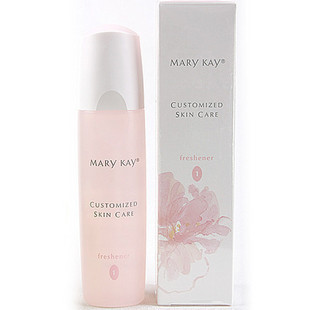 MARY KAY®
CUSTOMIZED
SKIN CARE
freshener
1
MARY KAY®
CUSTOMIZED
SKIN CARE
freshener
1